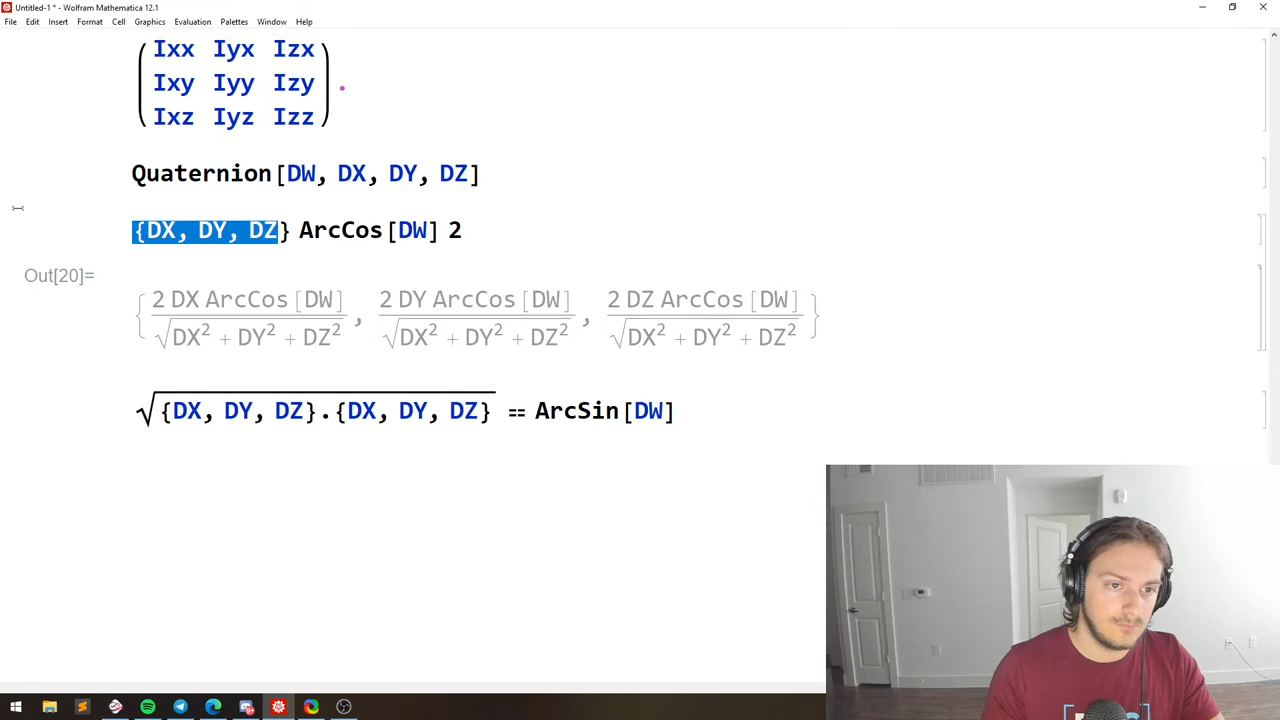 Untitled-1 * - Wolfram Mathematica 12.1
File Edit Insert Format Cell Graphics Evaluation Palettes Window Help
Ixx Iyx Izx
Ixy Iyy Izy .
Ixz Iyz Izz
Quaternion[DW, DX, DY, DZ]
{DX, DY, DZ} ArcCos[DW] 2
Out[20]=
{ 2 DX ArcCos[DW] / √DX² + DY² + DZ² , 2 DY ArcCos[DW] / √DX² + DY² + DZ² , 2 DZ ArcCos[DW] / √DX² + DY² + DZ² }
√{DX, DY, DZ}.{DX, DY, DZ} == ArcSin[DW]